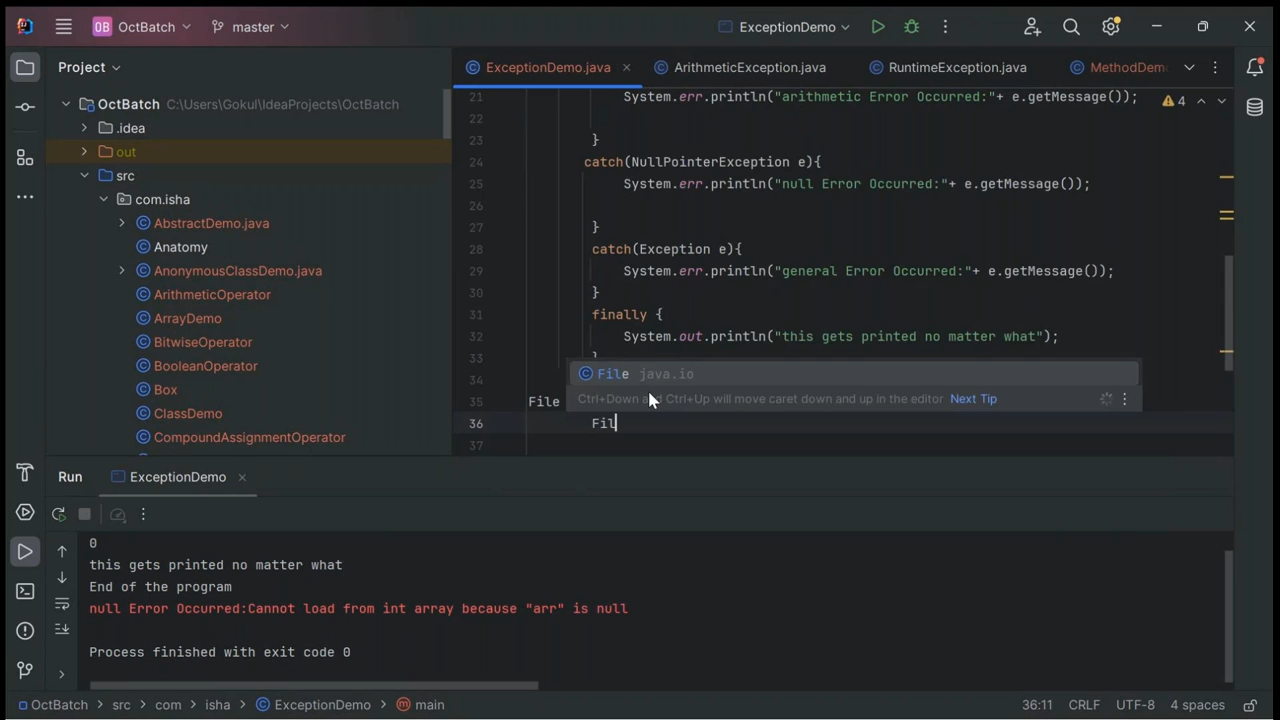 OB OctBatch master ExceptionDemo
Project
ExceptionDemo.java ArithmeticException.java RuntimeException.java MethodDem
OctBatch C:\Users\Gokul\IdeaProjects\OctBatch
.idea
out
src
com.isha
AbstractDemo.java
Anatomy
AnonymousClassDemo.java
ArithmeticOperator
ArrayDemo
BitwiseOperator
BooleanOperator
Box
ClassDemo
CompoundAssignmentOperator
21 System.err.println("arithmetic Error Occurred:"+ e.getMessage()); 4
22
23 }
24 catch(NullPointerException e){
25 System.err.println("null Error Occurred:"+ e.getMessage());
26
27 }
28 catch(Exception e){
29 System.err.println("general Error Occurred:"+ e.getMessage());
30 }
31 finally {
32 System.out.println("this gets printed no matter what");
33 }
34
File java.io
Ctrl+Down and Ctrl+Up will move caret down and up in the editor Next Tip
35 File
36 Fil
37
Run ExceptionDemo
0
this gets printed no matter what
End of the program
null Error Occurred:Cannot load from int array because "arr" is null
Process finished with exit code 0
OctBatch > src > com > isha > ExceptionDemo > main 36:11 CRLF UTF-8 4 spaces